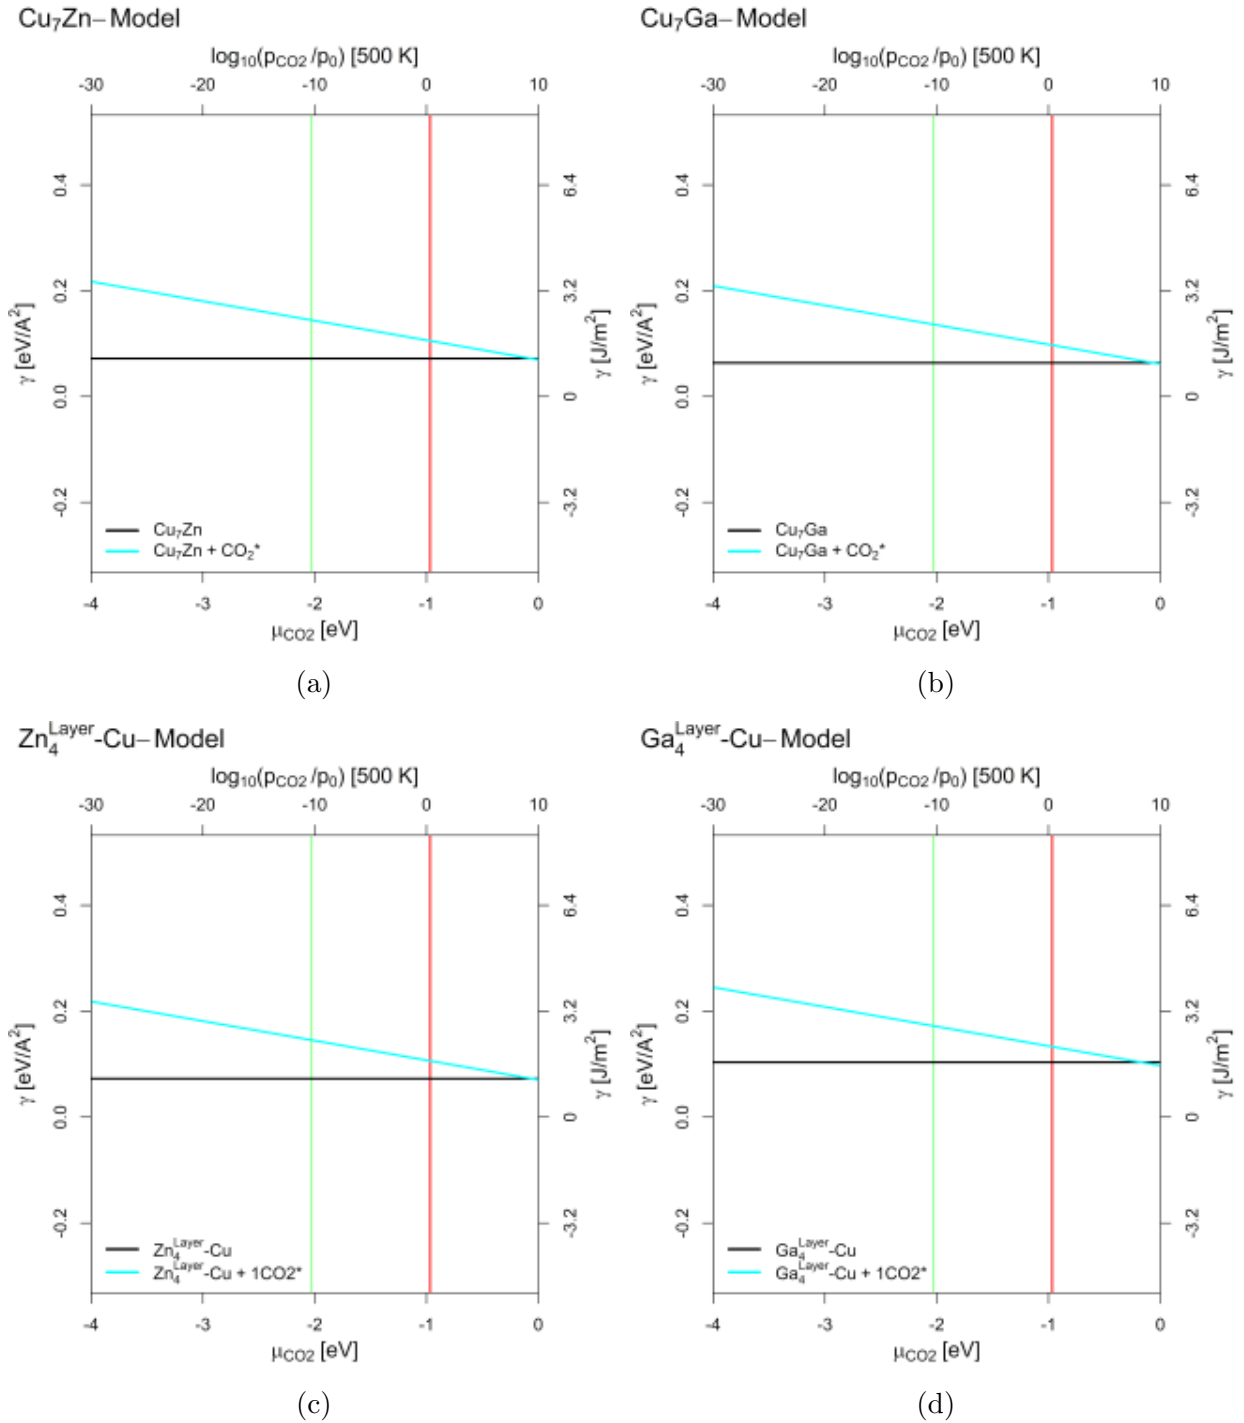 Cu₇Zn– Model
log₁₀(p_CO2/p₀) [500 K]
-30 -20 -10 0 10
γ [eV/A²]
0.4
0.2
0.0
-0.2
6.4
3.2
0
-3.2
γ [J/m²]
Cu₇Zn
Cu₇Zn + CO₂*
-4 -3 -2 -1 0
μ_CO2 [eV]
(a)
Cu₇Ga– Model
log₁₀(p_CO2/p₀) [500 K]
-30 -20 -10 0 10
γ [eV/A²]
0.4
0.2
0.0
-0.2
6.4
3.2
0
-3.2
γ [J/m²]
Cu₇Ga
Cu₇Ga + CO₂*
-4 -3 -2 -1 0
μ_CO2 [eV]
(b)
Zn₄^Layer-Cu– Model
log₁₀(p_CO2/p₀) [500 K]
-30 -20 -10 0 10
γ [eV/A²]
0.4
0.2
0.0
-0.2
6.4
3.2
0
-3.2
γ [J/m²]
Zn₄^Layer-Cu
Zn₄^Layer-Cu + 1CO2*
-4 -3 -2 -1 0
μ_CO2 [eV]
(c)
Ga₄^Layer-Cu– Model
log₁₀(p_CO2/p₀) [500 K]
-30 -20 -10 0 10
γ [eV/A²]
0.4
0.2
0.0
-0.2
6.4
3.2
0
-3.2
γ [J/m²]
Ga₄^Layer-Cu
Ga₄^Layer-Cu + 1CO2*
-4 -3 -2 -1 0
μ_CO2 [eV]
(d)